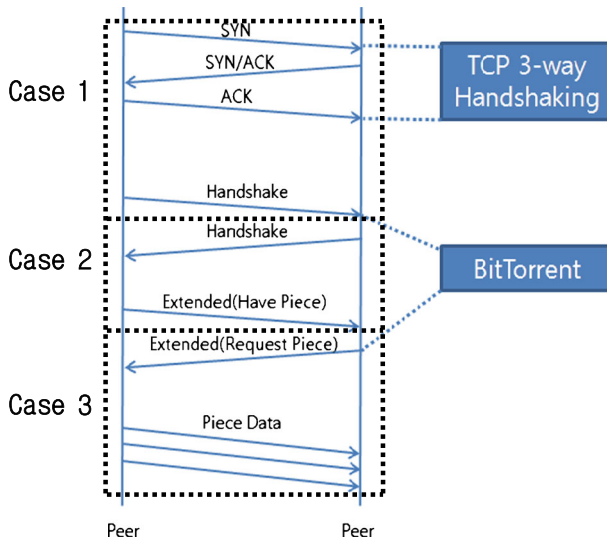 SYN
SYN/ACK
Case 1
ACK
TCP 3-way
Handshaking
Handshake
Handshake
Case 2
BitTorrent
Extended(Have Piece)
Extended(Request Piece)
Case 3
Piece Data
Peer
Peer